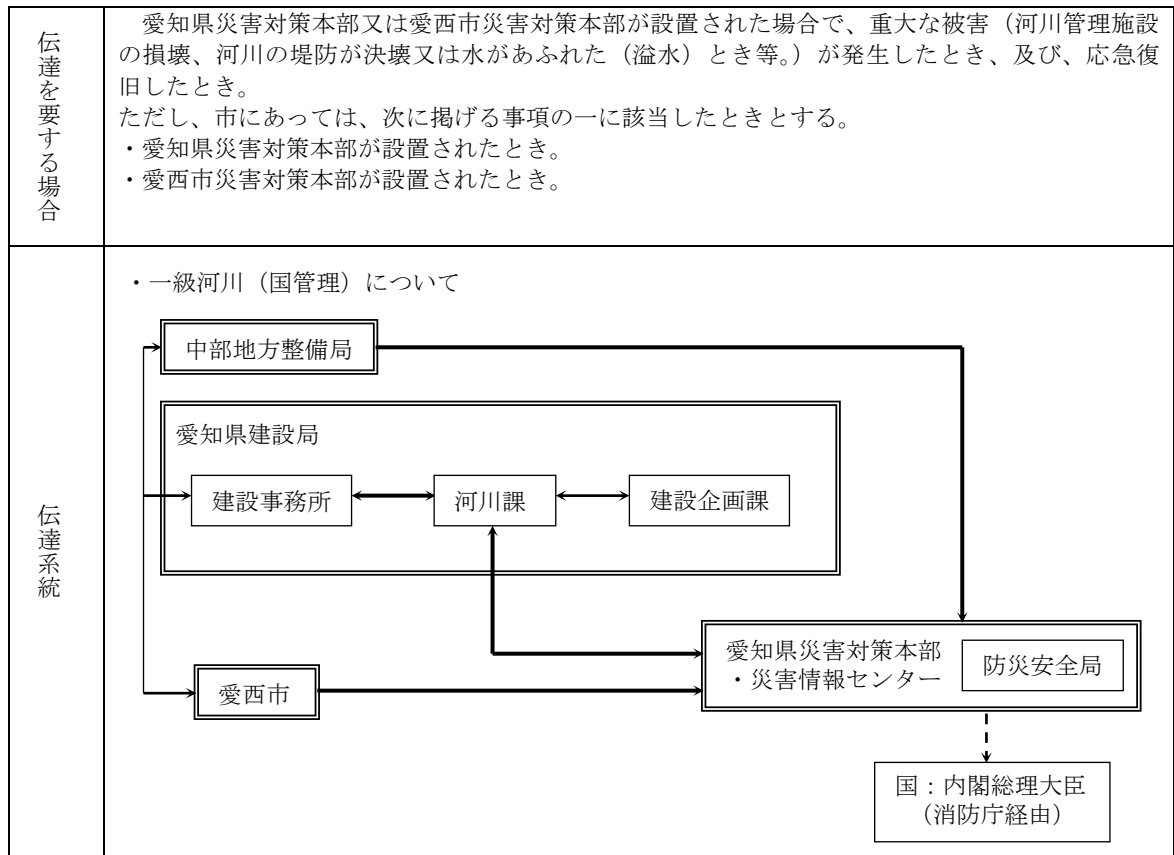 伝達を要する場合
　愛知県災害対策本部又は愛西市災害対策本部が設置された場合で、重大な被害（河川管理施設
の損壊、河川の堤防が決壊又は水があふれた（溢水）とき等。）が発生したとき、及び、応急復
旧したとき。
ただし、市にあっては、次に掲げる事項の一に該当したときとする。
・愛知県災害対策本部が設置されたとき。
・愛西市災害対策本部が設置されたとき。
伝達系統
・一級河川（国管理）について
中部地方整備局
愛知県建設局
建設事務所
河川課
建設企画課
愛知県災害対策本部
・災害情報センター
防災安全局
愛西市
国：内閣総理大臣
（消防庁経由）